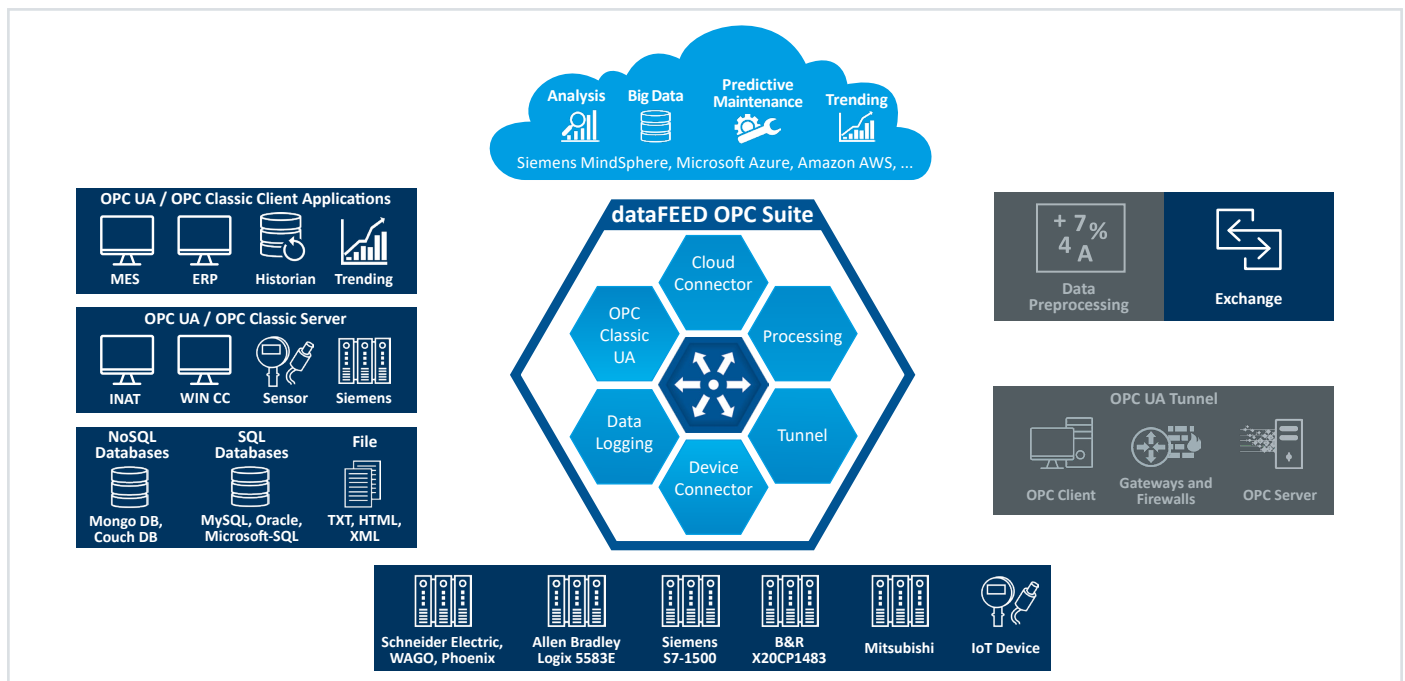 Analysis
Big Data
Predictive
Maintenance
Trending
Siemens MindSphere, Microsoft Azure, Amazon AWS, ...
OPC UA / OPC Classic Client Applications
MES
ERP
Historian
Trending
OPC UA / OPC Classic Server
INAT
WIN CC
Sensor
Siemens
NoSQL
Databases
SQL
Databases
File
Mongo DB,
Couch DB
MySQL, Oracle,
Microsoft-SQL
TXT, HTML,
XML
dataFEED OPC Suite
Cloud
Connector
OPC
Classic
UA
Processing
Data
Logging
Tunnel
Device
Connector
+ 7%
4 A
Data
Preprocessing
Exchange
OPC UA Tunnel
OPC Client
Gateways and
Firewalls
OPC Server
Schneider Electric,
WAGO, Phoenix
Allen Bradley
Logix 5583E
Siemens
S7-1500
B&R
X20CP1483
Mitsubishi
IoT Device